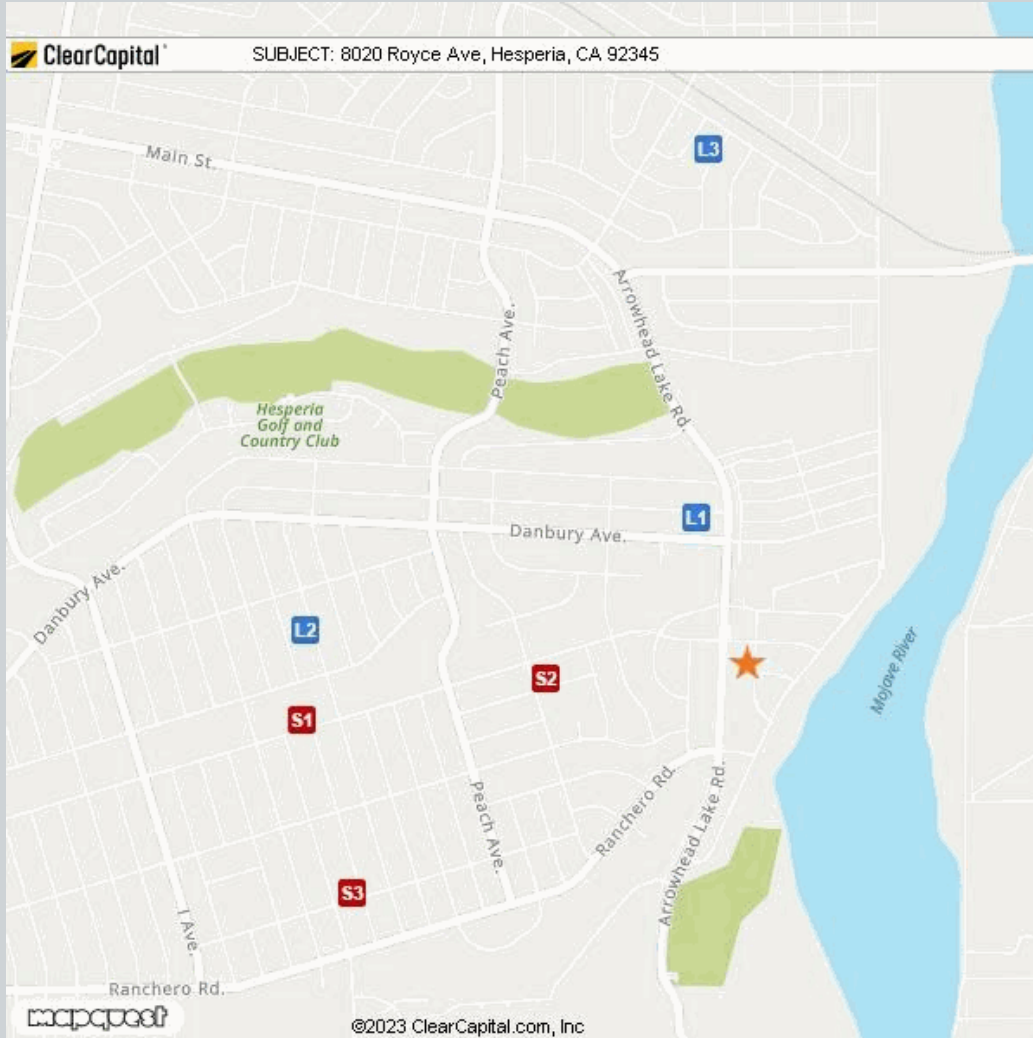 ClearCapital
SUBJECT: 8020 Royce Ave, Hesperia, CA 92345
L3
Main St.
Arrowhead Lake Rd.
Peach Ave.
Hesperia
Golf and
Country Club
L1
Danbury Ave.
Danbury Ave.
L2
Mojave River
S2
S1
Ranchero Rd.
Peach Ave.
Arrowhead Lake Rd.
S3
I Ave.
Ranchero Rd.
mapquest
©2023 ClearCapital.com, Inc